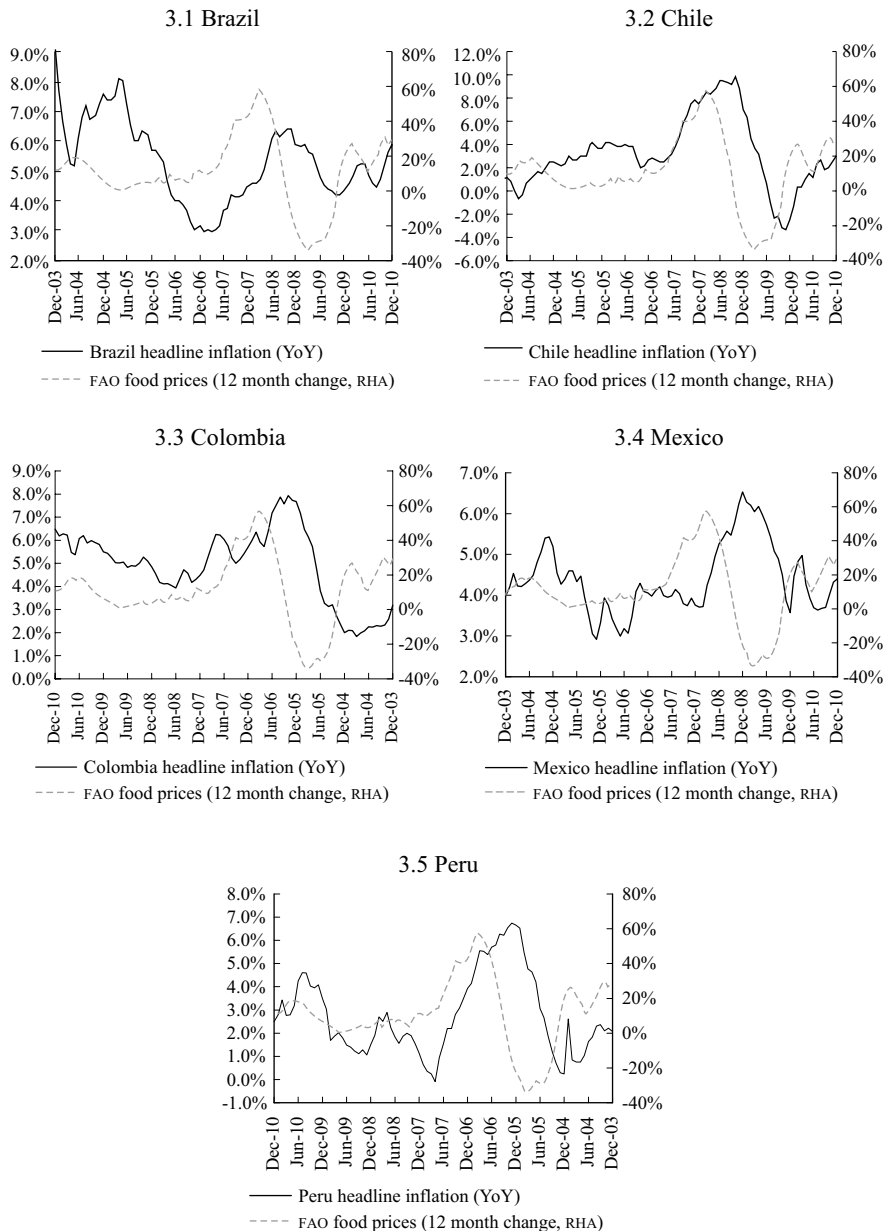 3.1 Brazil
9.0%
8.0%
7.0%
6.0%
5.0%
4.0%
3.0%
2.0%
80%
60%
40%
20%
0%
-20%
-40%
Dec-03
Jun-04
Dec-04
Jun-05
Dec-05
Jun-06
Dec-06
Jun-07
Dec-07
Jun-08
Dec-08
Jun-09
Dec-09
Jun-10
Dec-10
Brazil headline inflation (YoY)
FAO food prices (12 month change, RHA)
3.2 Chile
12.0%
10.0%
8.0%
6.0%
4.0%
2.0%
0.0%
-2.0%
-4.0%
-6.0%
80%
60%
40%
20%
0%
-20%
-40%
Dec-03
Jun-04
Dec-04
Jun-05
Dec-05
Jun-06
Dec-06
Jun-07
Dec-07
Jun-08
Dec-08
Jun-09
Dec-09
Jun-10
Dec-10
Chile headline inflation (YoY)
FAO food prices (12 month change, RHA)
3.3 Colombia
9.0%
8.0%
7.0%
6.0%
5.0%
4.0%
3.0%
2.0%
1.0%
0.0%
80%
60%
40%
20%
0%
-20%
-40%
Dec-10
Jun-10
Dec-09
Jun-09
Dec-08
Jun-08
Dec-07
Jun-07
Dec-06
Jun-06
Dec-05
Jun-05
Dec-04
Jun-04
Dec-03
Colombia headline inflation (YoY)
FAO food prices (12 month change, RHA)
3.4 Mexico
7.0%
6.0%
5.0%
4.0%
3.0%
2.0%
80%
60%
40%
20%
0%
-20%
-40%
Dec-03
Jun-04
Dec-04
Jun-05
Dec-05
Jun-06
Dec-06
Jun-07
Dec-07
Jun-08
Dec-08
Jun-09
Dec-09
Jun-10
Dec-10
Mexico headline inflation (YoY)
FAO food prices (12 month change, RHA)
3.5 Peru
8.0%
7.0%
6.0%
5.0%
4.0%
3.0%
2.0%
1.0%
0.0%
-1.0%
80%
60%
40%
20%
0%
-20%
-40%
Dec-10
Jun-10
Dec-09
Jun-09
Dec-08
Jun-08
Dec-07
Jun-07
Dec-06
Jun-06
Dec-05
Jun-05
Dec-04
Jun-04
Dec-03
Peru headline inflation (YoY)
FAO food prices (12 month change, RHA)